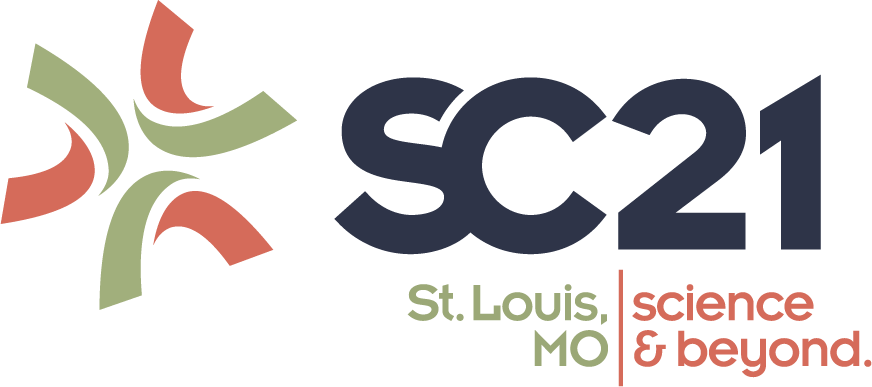 SC21
St. Louis,
MO
science
& beyond.